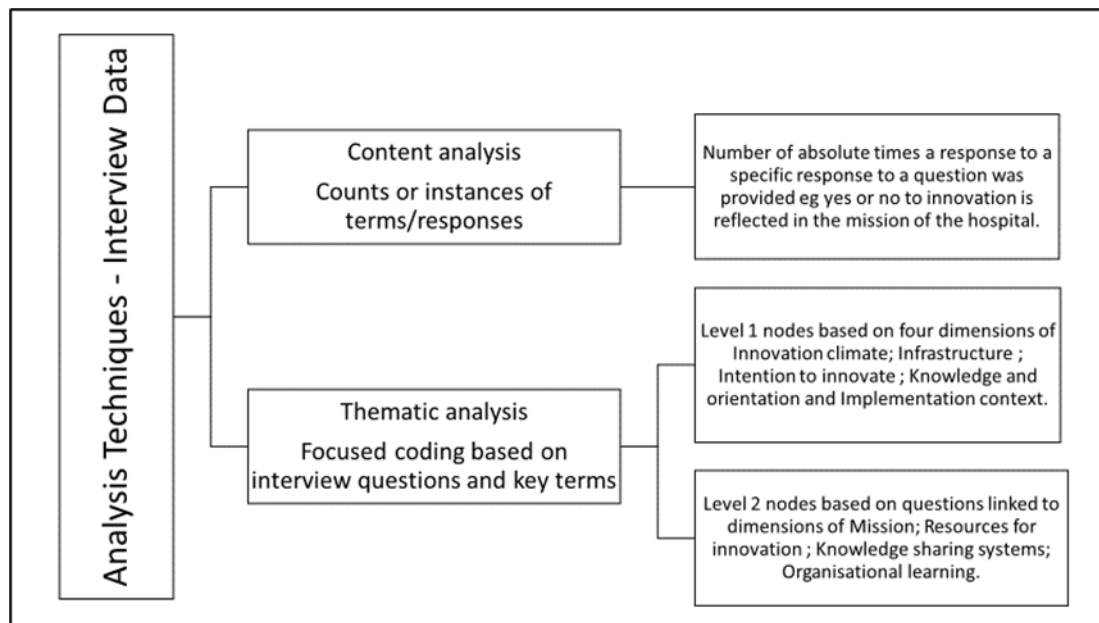 Analysis Techniques - Interview Data
Content analysis
Counts or instances of
terms/responses
Number of absolute times a response to a
specific response to a question was
provided eg yes or no to innovation is
reflected in the mission of the hospital.
Thematic analysis
Focused coding based on
interview questions and key terms
Level 1 nodes based on four dimensions of
Innovation climate; Infrastructure ;
Intention to innovate ; Knowledge and
orientation and Implementation context.
Level 2 nodes based on questions linked to
dimensions of Mission; Resources for
innovation ; Knowledge sharing systems;
Organisational learning.